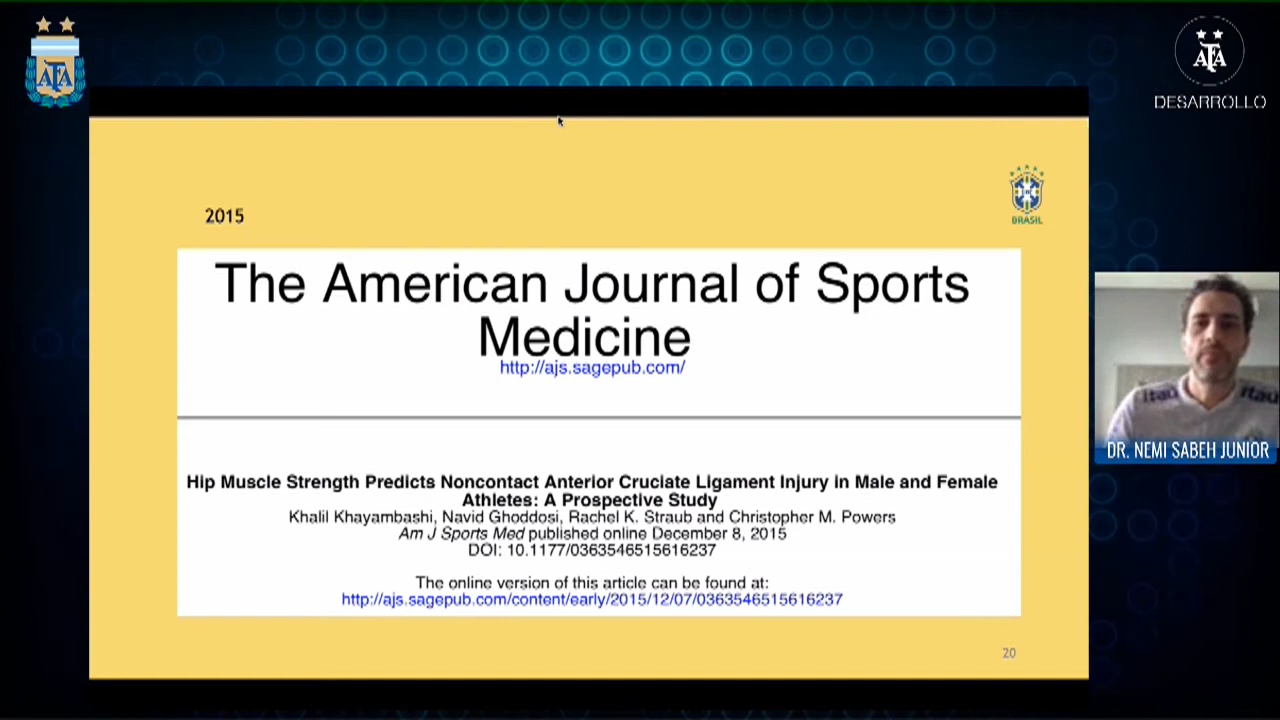 AFA
AFA
DESARROLLO
BRASIL
2015
The American Journal of Sports
Medicine
http://ajs.sagepub.com/
Hip Muscle Strength Predicts Noncontact Anterior Cruciate Ligament Injury in Male and Female
Athletes: A Prospective Study
Khalil Khayambashi, Navid Ghoddosi, Rachel K. Straub and Christopher M. Powers
Am J Sports Med published online December 8, 2015
DOI: 10.1177/0363546515616237
The online version of this article can be found at:
http://ajs.sagepub.com/content/early/2015/12/07/0363546515616237
20
Itaú
Itaú
DR. NEMI SABEH JUNIOR